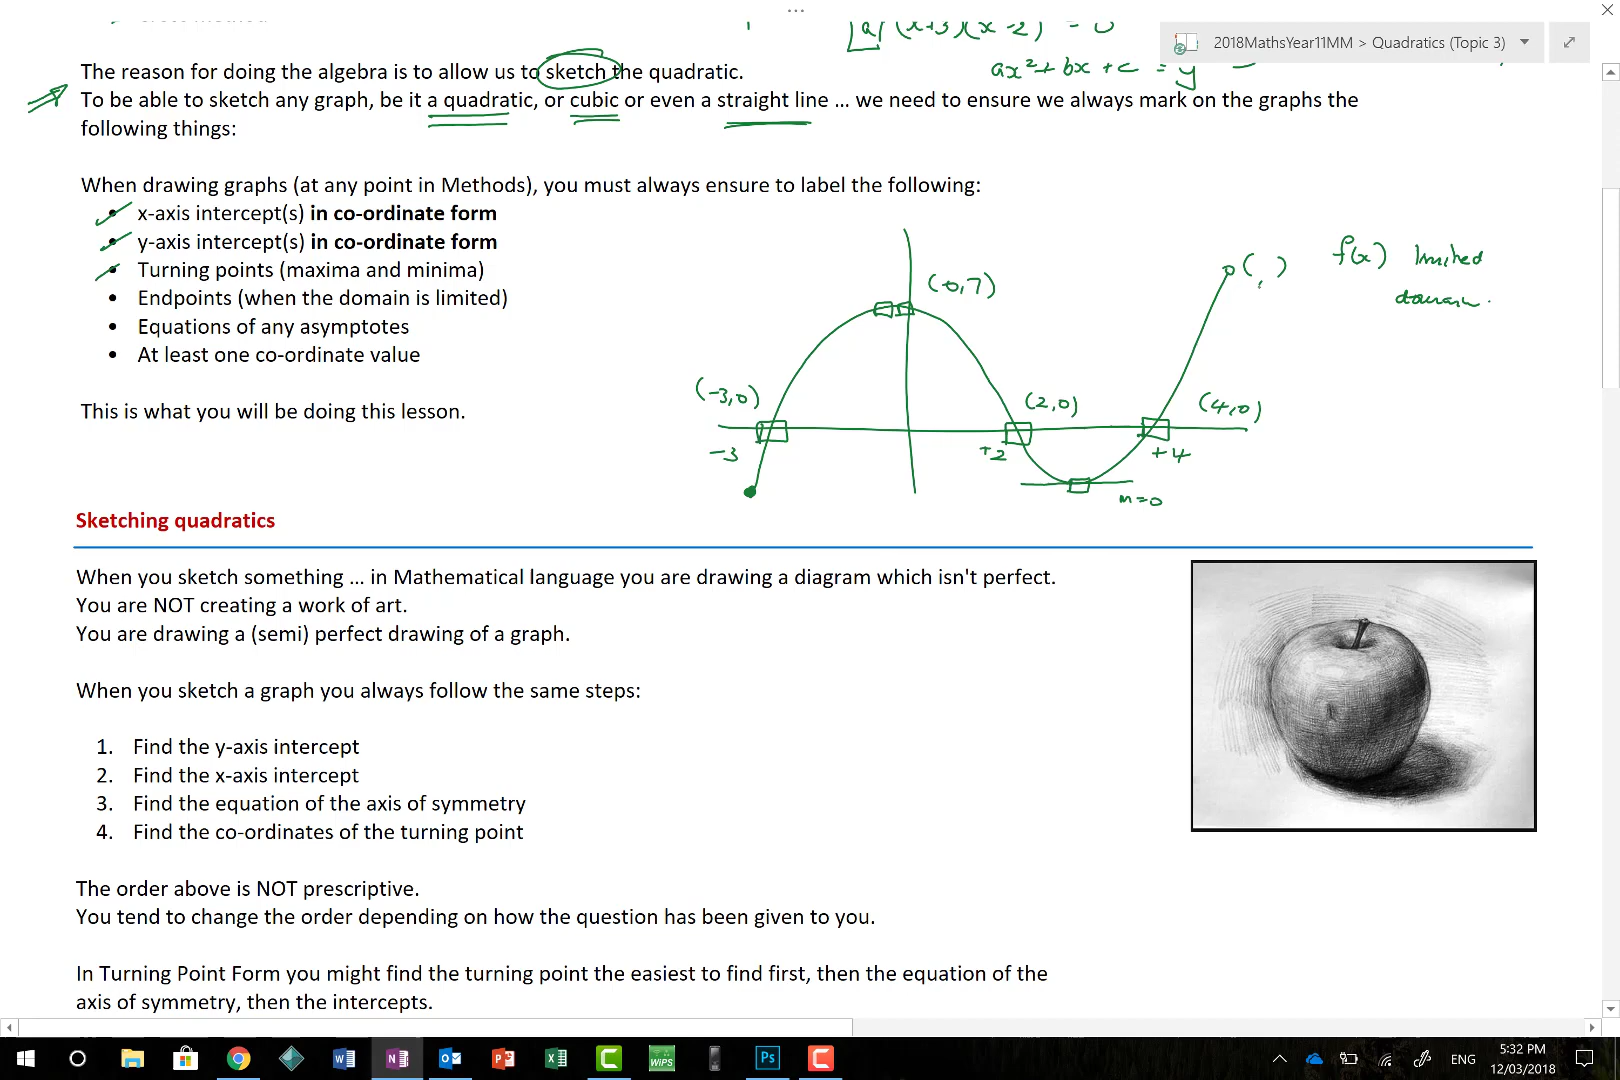 (x+3)(x-2) = 0
2018MathsYear11MM > Quadratics (Topic 3)
The reason for doing the algebra is to allow us to sketch the quadratic.
ax²+ bx + c = y
To be able to sketch any graph, be it a quadratic, or cubic or even a straight line ... we need to ensure we always mark on the graphs the
following things:
When drawing graphs (at any point in Methods), you must always ensure to label the following:
• x-axis intercept(s) in co-ordinate form
• y-axis intercept(s) in co-ordinate form
• Turning points (maxima and minima)
• Endpoints (when the domain is limited)
• Equations of any asymptotes
• At least one co-ordinate value
(0,7)
( , )
f(x) limited
domain.
(-3,0)
(2,0)
(4,0)
-3
+2
+4
m=0
This is what you will be doing this lesson.
Sketching quadratics
When you sketch something ... in Mathematical language you are drawing a diagram which isn't perfect.
You are NOT creating a work of art.
You are drawing a (semi) perfect drawing of a graph.
When you sketch a graph you always follow the same steps:
1. Find the y-axis intercept
2. Find the x-axis intercept
3. Find the equation of the axis of symmetry
4. Find the co-ordinates of the turning point
The order above is NOT prescriptive.
You tend to change the order depending on how the question has been given to you.
In Turning Point Form you might find the turning point the easiest to find first, then the equation of the
axis of symmetry, then the intercepts.
WIPS
Ps
ENG
5:32 PM
12/03/2018